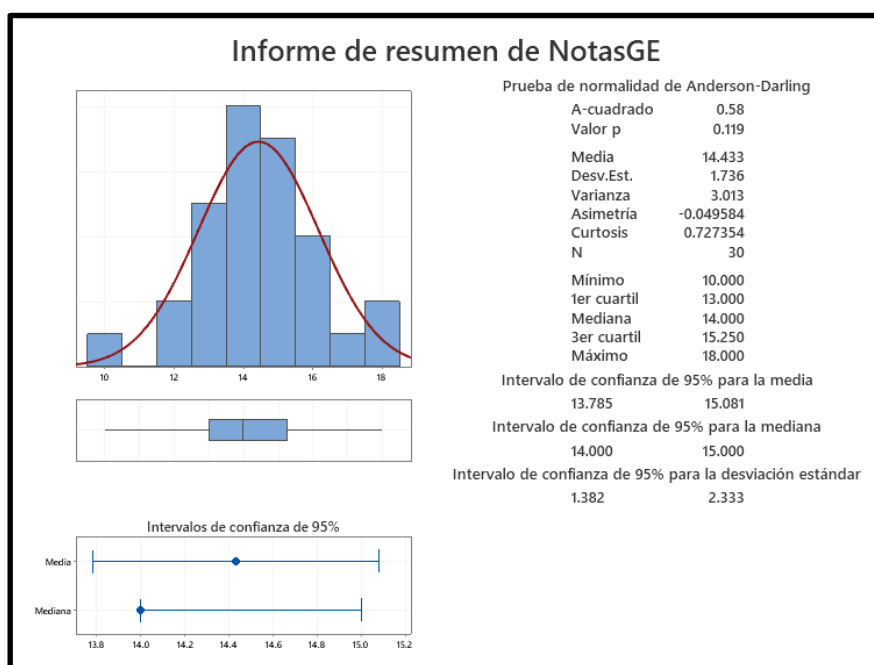 Informe de resumen de NotasGE
10 12 14 16 18
Intervalos de confianza de 95%
Media
Mediana
13.8 14.0 14.2 14.4 14.6 14.8 15.0 15.2
Prueba de normalidad de Anderson-Darling
A-cuadrado 0.58
Valor p 0.119
Media 14.433
Desv.Est. 1.736
Varianza 3.013
Asimetría -0.049584
Curtosis 0.727354
N 30
Mínimo 10.000
1er cuartil 13.000
Mediana 14.000
3er cuartil 15.250
Máximo 18.000
Intervalo de confianza de 95% para la media
13.785 15.081
Intervalo de confianza de 95% para la mediana
14.000 15.000
Intervalo de confianza de 95% para la desviación estándar
1.382 2.333